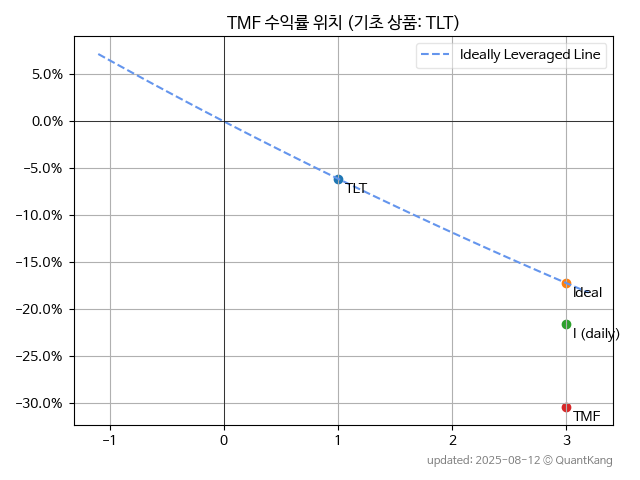 TMF 수익률 위치 (기초 상품: TLT)
Ideally Leveraged Line
5.0%
0.0%
−5.0%
−10.0%
−15.0%
−20.0%
−25.0%
−30.0%
TLT
Ideal
I (daily)
TMF
−1
0
1
2
3
updated: 2025-08-12 © QuantKang